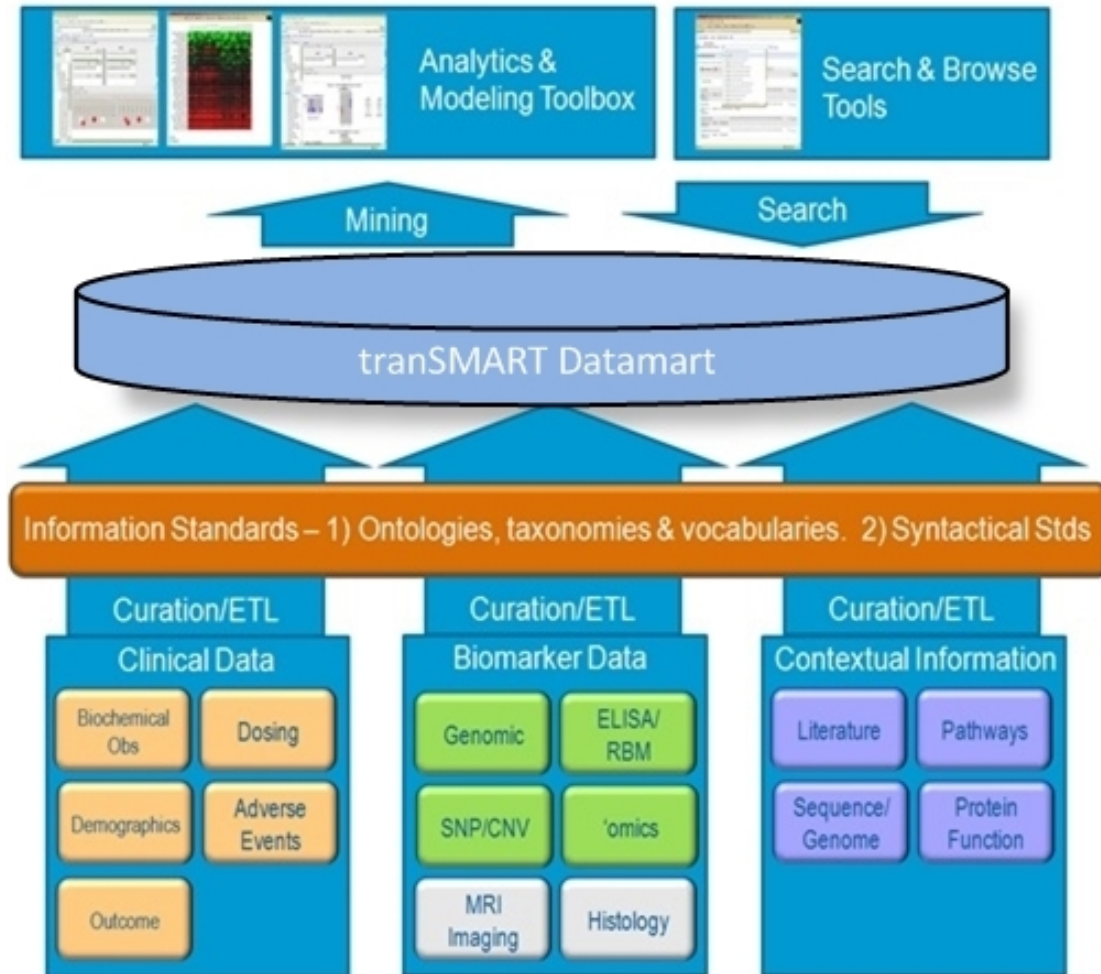 Analytics &
Modeling Toolbox
Search & Browse
Tools
Mining
Search
tranSMART Datamart
Information Standards – 1) Ontologies, taxonomies & vocabularies. 2) Syntactical Stds
Curation/ETL
Curation/ETL
Curation/ETL
Clinical Data
Biomarker Data
Contextual Information
Biochemical
Obs
Dosing
Demographics
Adverse
Events
Outcome
Genomic
ELISA/
RBM
SNP/CNV
'omics
MRI
Imaging
Histology
Literature
Pathways
Sequence/
Genome
Protein
Function